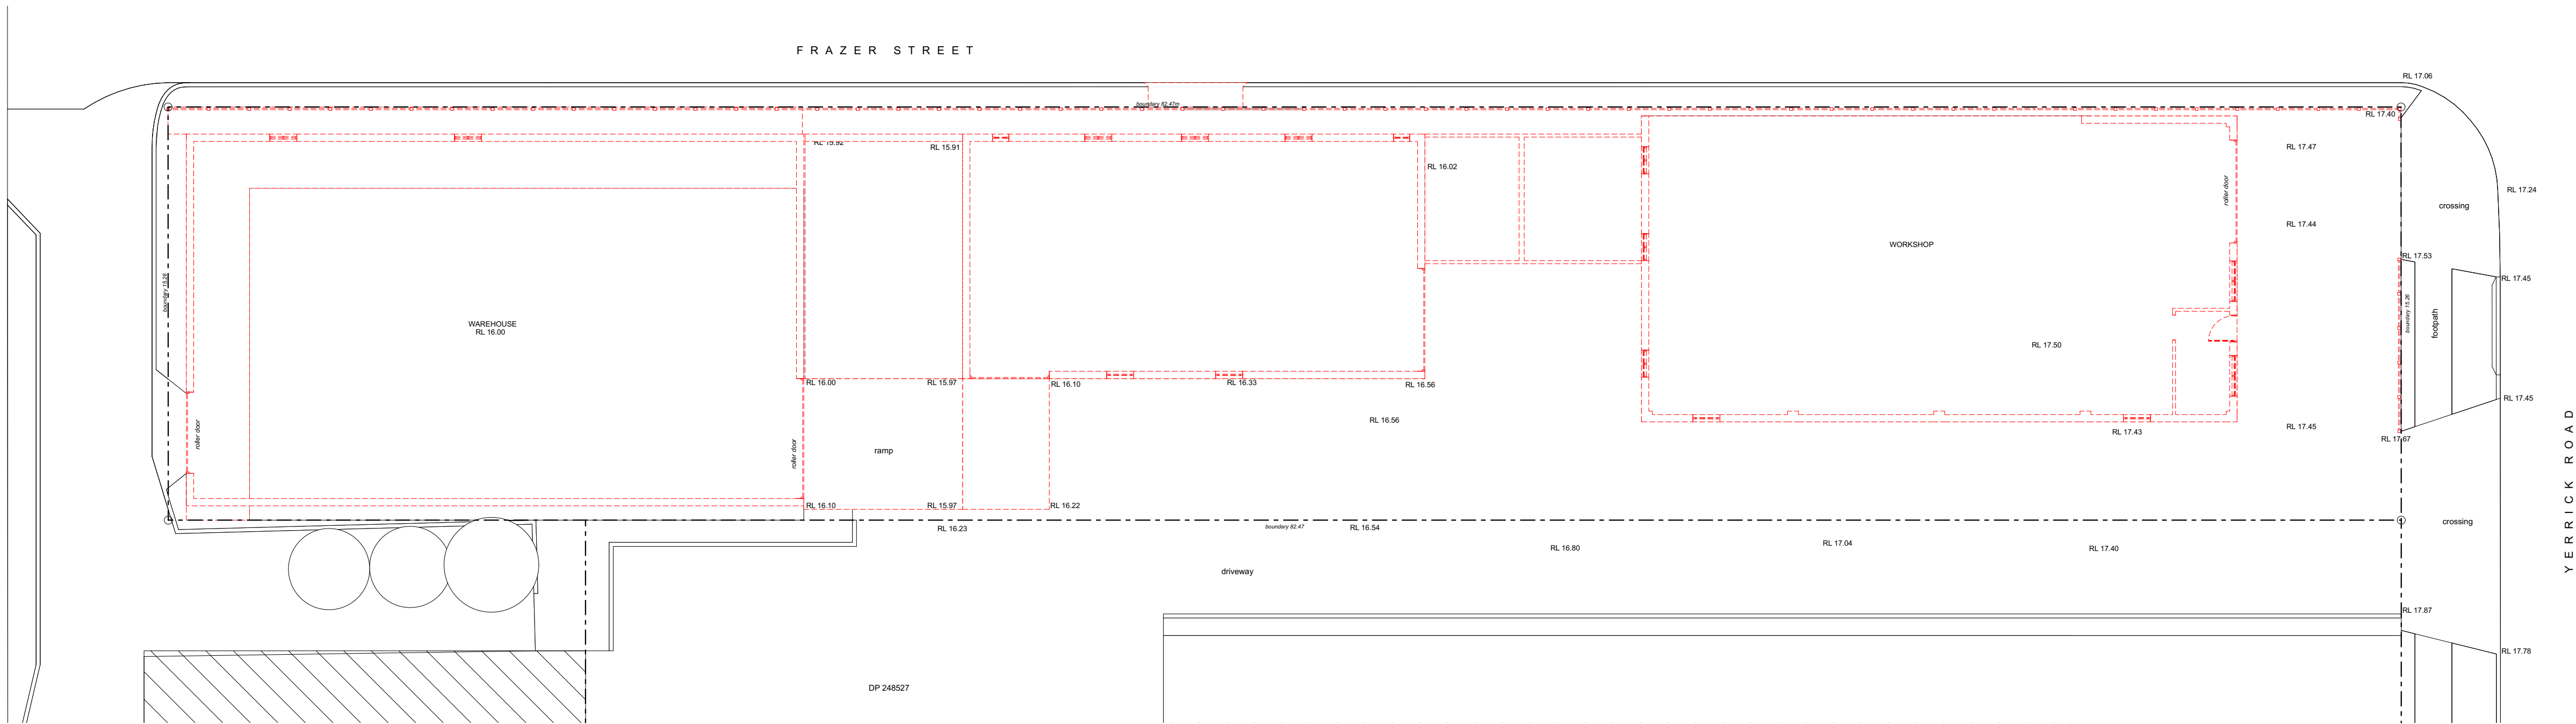 FRAZER STREET
RL 17.06
boundary 82.47m
RL 17.40
RL 15.92
RL 15.91
RL 17.47
RL 16.02
roller door
RL 17.24
crossing
RL 17.44
WORKSHOP
RL 17.53
boundary 15.26
RL 17.45
boundary 15.26
footpath
WAREHOUSE
RL 16.00
RL 17.50
RL 16.00
RL 15.97
RL 16.10
RL 16.33
RL 16.56
RL 17.45
RL 16.56
roller door
RL 17.45
RL 17.43
RL 17.67
roller door
ramp
YERRICK ROAD
RL 16.10
RL 15.97
RL 16.22
crossing
RL 16.23
boundary 82.47
RL 16.54
RL 16.80
RL 17.04
RL 17.40
driveway
RL 17.87
RL 17.78
DP 248527